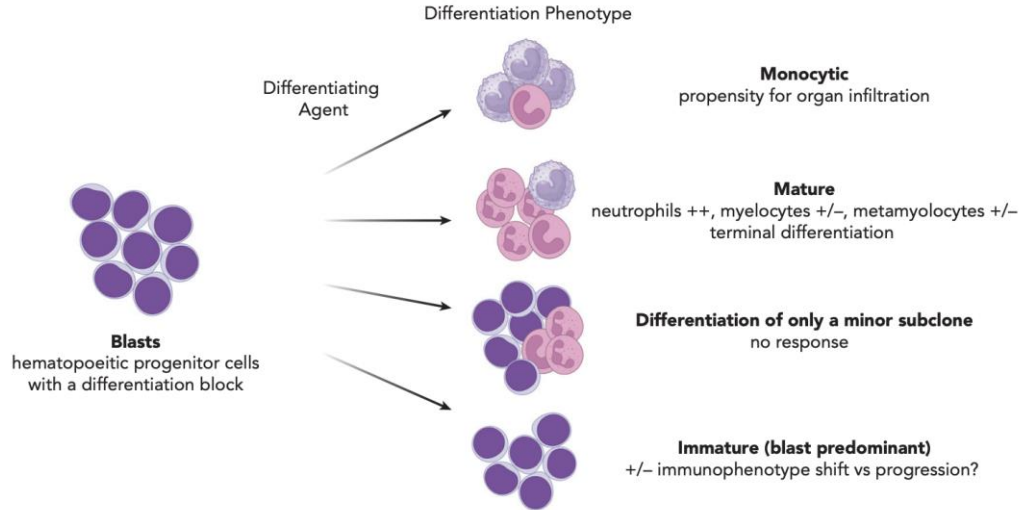 Differentiation Phenotype
Differentiating
Agent
Monocytic
propensity for organ infiltration
Mature
neutrophils ++, myelocytes +/–, metamyolocytes +/–
terminal differentiation
Differentiation of only a minor subclone
no response
Blasts
hematopoeitic progenitor cells
with a differentiation block
Immature (blast predominant)
+/– immunophenotype shift vs progression?